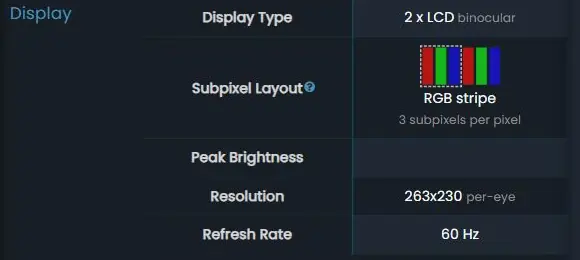 Display
Display Type
2 x LCD binocular
Subpixel Layout?
RGB stripe
3 subpixels per pixel
Peak Brightness
Resolution
263x230 per-eye
Refresh Rate
60 Hz